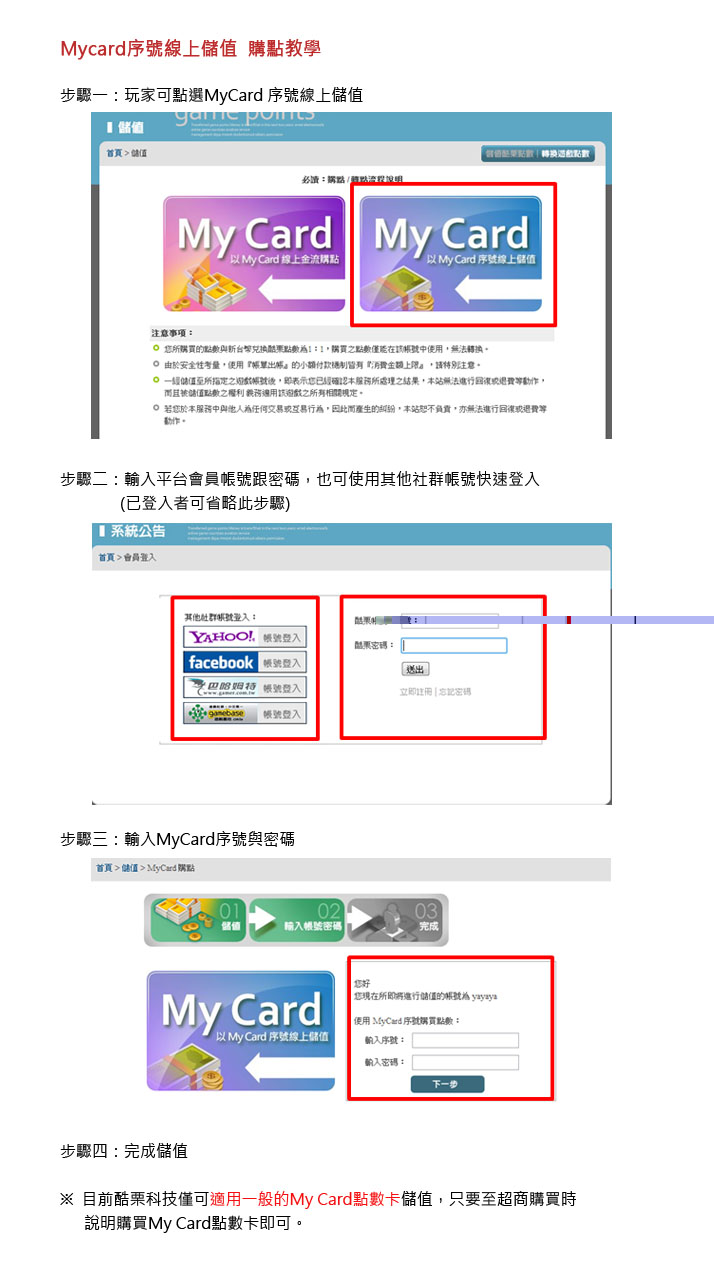 Mycard序號線上儲值 購點教學
步驟一：玩家可點選MyCard 序號線上儲值
game points
儲值
首頁 > 儲值
儲值酷栗點數 | 轉換遊戲點數
必讀：購點 / 轉點流程說明
My Card
以 My Card 線上金流購點
My Card
以 My Card 序號線上儲值
注意事項：
您所購買的點數與新台幣兌換酷栗點數為1：1，購買之點數僅能在該帳號中使用，無法轉換。
由於安全性考量，使用『帳單出帳』的小額付款機制皆有『消費金額上限』，請特別注意。
一經儲值至所指定之遊戲帳號後，即表示您已經確認本服務所處理之結果，本站無法進行回復或退費等動作，
而且被儲值點數之權利義務適用該遊戲之所有相關規定。
若您於本服務中與他人為任何交易或互易行為，因此而產生的糾紛，本站恕不負責，亦無法進行回復或退費等
動作。
步驟二：輸入平台會員帳號跟密碼，也可使用其他社群帳號快速登入
(已登入者可省略此步驟)
系統公告
首頁 > 會員登入
其他社群帳號登入：
YAHOO! 帳號登入
facebook 帳號登入
巴哈姆特 www.gamer.com.tw 帳號登入
gamebase 帳號登入
酷栗
酷栗密碼：
送出
立即註冊 | 忘記密碼
步驟三：輸入MyCard序號與密碼
首頁 > 儲值 > MyCard 購點
01 儲值
02 輸入帳號密碼
03 完成
My Card
以 My Card 序號線上儲值
您好
您現在所即將進行儲值的帳號為 yayaya
使用 MyCard 序號購買點數：
輸入序號：
輸入密碼：
下一步
步驟四：完成儲值
※ 目前酷栗科技僅可適用一般的My Card點數卡儲值，只要至超商購買時
說明購買My Card點數卡即可。